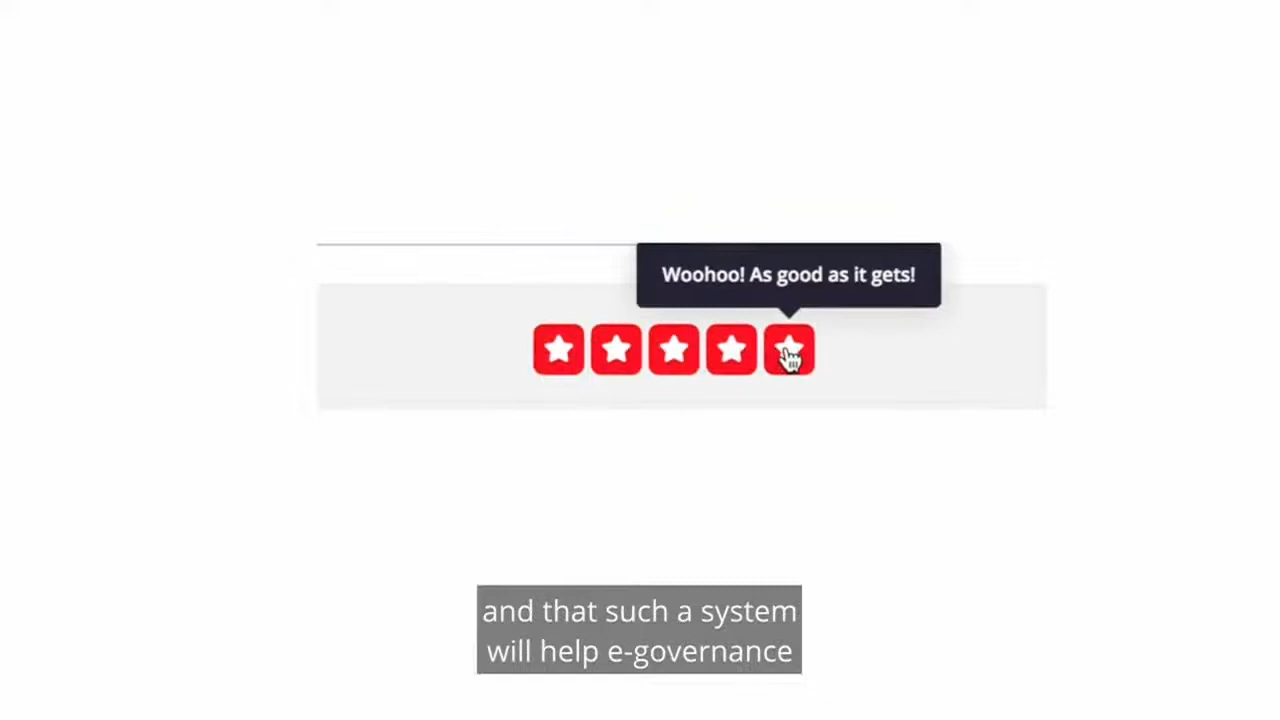 Woohoo! As good as it gets!
and that such a system
will help e-governance